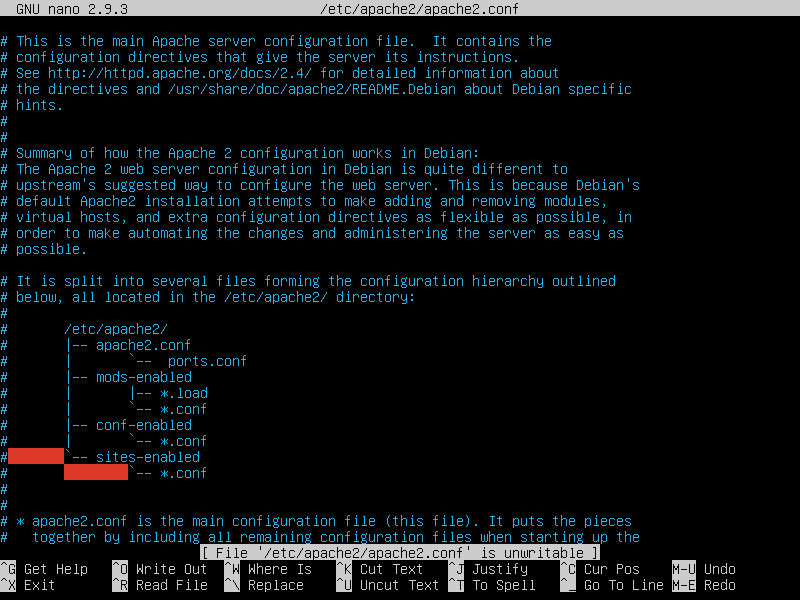 GNU nano 2.9.3                        /etc/apache2/apache2.conf

# This is the main Apache server configuration file.  It contains the
# configuration directives that give the server its instructions.
# See http://httpd.apache.org/docs/2.4/ for detailed information about
# the directives and /usr/share/doc/apache2/README.Debian about Debian specific
# hints.
#
#
# Summary of how the Apache 2 configuration works in Debian:
# The Apache 2 web server configuration in Debian is quite different to
# upstream's suggested way to configure the web server. This is because Debian's
# default Apache2 installation attempts to make adding and removing modules,
# virtual hosts, and extra configuration directives as flexible as possible, in
# order to make automating the changes and administering the server as easy as
# possible.

# It is split into several files forming the configuration hierarchy outlined
# below, all located in the /etc/apache2/ directory:
#
#       /etc/apache2/
#       |-- apache2.conf
#       |       `--  ports.conf
#       |-- mods-enabled
#       |       |-- *.load
#       |       `-- *.conf
#       |-- conf-enabled
#       |       `-- *.conf
#       `-- sites-enabled
#               `-- *.conf
#
#
# * apache2.conf is the main configuration file (this file). It puts the pieces
#   together by including all remaining configuration files when starting up the
[ File '/etc/apache2/apache2.conf' is unwritable ]
^G Get Help   ^O Write Out  ^W Where Is   ^K Cut Text   ^J Justify    ^C Cur Pos    M-U Undo
^X Exit       ^R Read File  ^\ Replace    ^U Uncut Text ^T To Spell   ^_ Go To Line M-E Redo